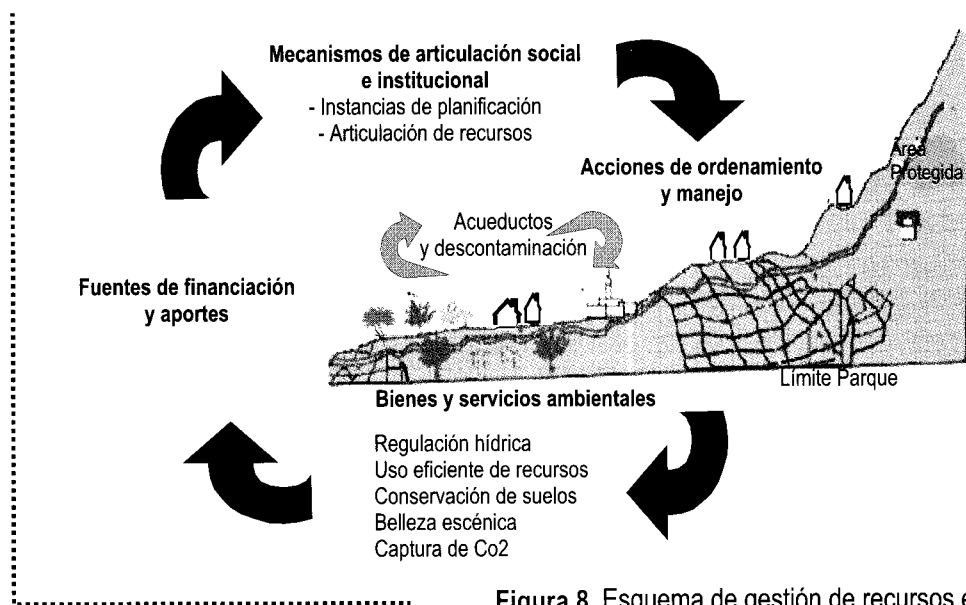 Mecanismos de articulación social
e institucional
- Instancias de planificación
- Articulación de recursos
Acciones de ordenamiento
y manejo
Area
Protegida
Acueductos
y descontaminación
Fuentes de financiación
y aportes
Límite Parque
Bienes y servicios ambientales
Regulación hídrica
Uso eficiente de recursos
Conservación de suelos
Belleza escénica
Captura de Co2
Figura 8. Esquema de gestión de recursos e